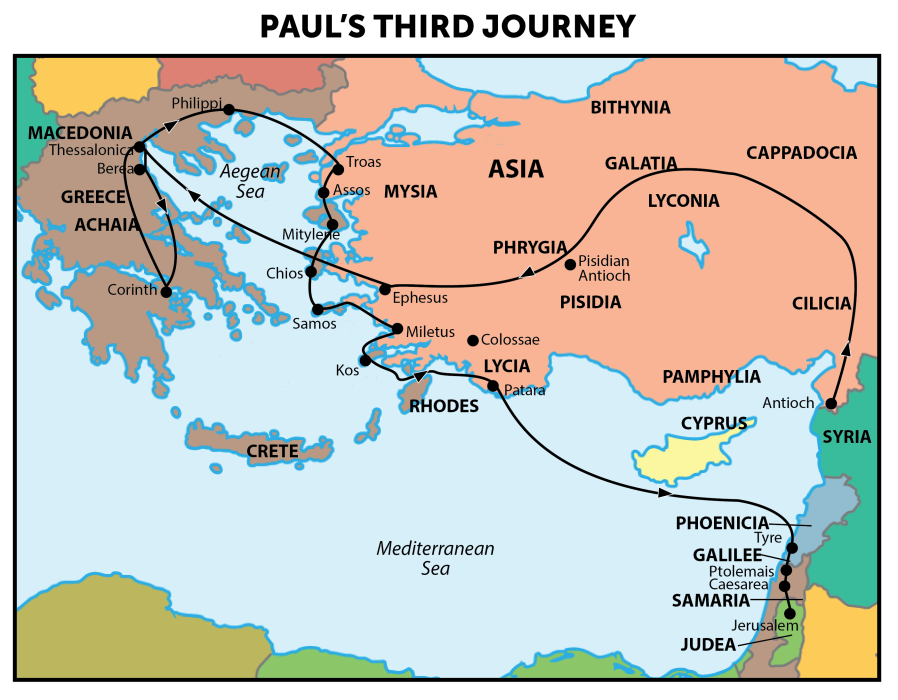 PAUL'S THIRD JOURNEY
Philippi
BITHYNIA
MACEDONIA
Thessalonica
Berea
Aegean
Sea
Troas
ASIA
GALATIA
CAPPADOCIA
GREECE
Assos
MYSIA
LYCONIA
ACHAIA
Mitylene
PHRYGIA
Pisidian
Antioch
Chios
Corinth
Ephesus
PISIDIA
CILICIA
Samos
Miletus
Colossae
Kos
LYCIA
PAMPHYLIA
Patara
Antioch
RHODES
CYPRUS
SYRIA
CRETE
PHOENICIA
Tyre
Mediterranean
Sea
GALILEE
Ptolemais
Caesarea
SAMARIA
Jerusalem
JUDEA